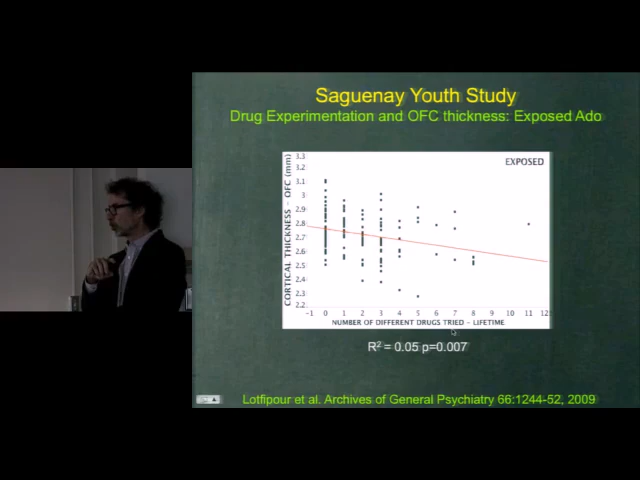 Saguenay Youth Study
Drug Experimentation and OFC thickness: Exposed Ado
EXPOSED
CORTICAL THICKNESS - OFC (mm)
3.3
3.2
3.1
3
2.9
2.8
2.7
2.6
2.5
2.4
2.3
2.2
-1 0 1 2 3 4 5 6 7 8 9 10 11 12
NUMBER OF DIFFERENT DRUGS TRIED - LIFETIME
R² = 0.05 p=0.007
Lotfipour et al. Archives of General Psychiatry 66:1244-52, 2009